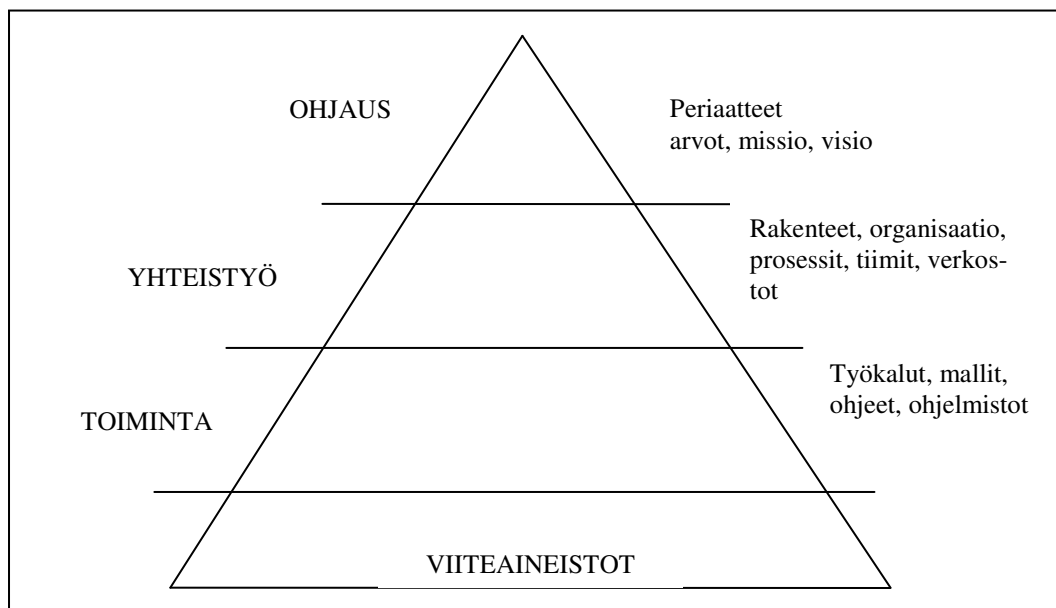 OHJAUS
Periaatteet
arvot, missio, visio
YHTEISTYÖ
Rakenteet, organisaatio,
prosessit, tiimit, verkos-
tot
TOIMINTA
Työkalut, mallit,
ohjeet, ohjelmistot
VIITEAINEISTOT